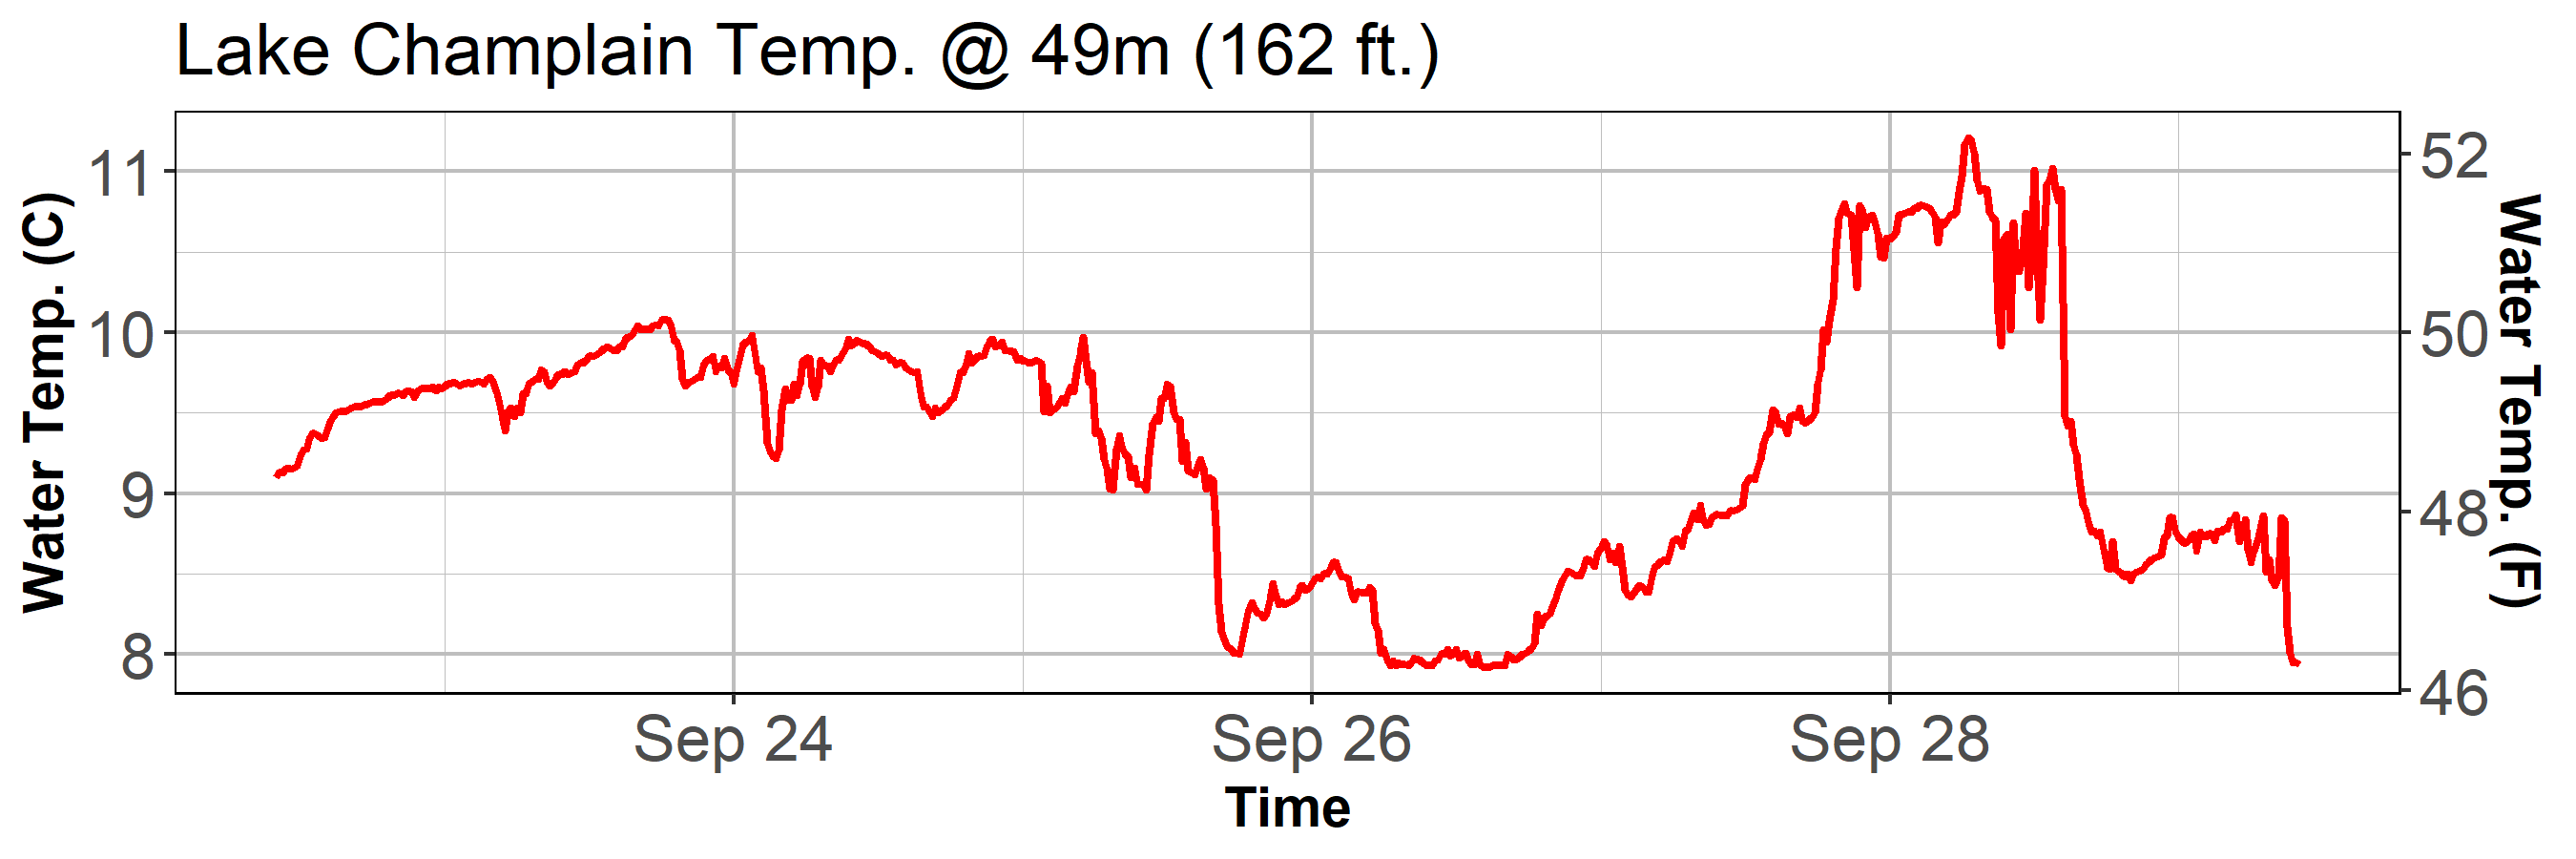 Lake Champlain Temp. @ 49m (162 ft.)
Water Temp. (C)
11
10
9
8
52
50
48
46
Water Temp. (F)
Sep 24 Sep 26 Sep 28
Time